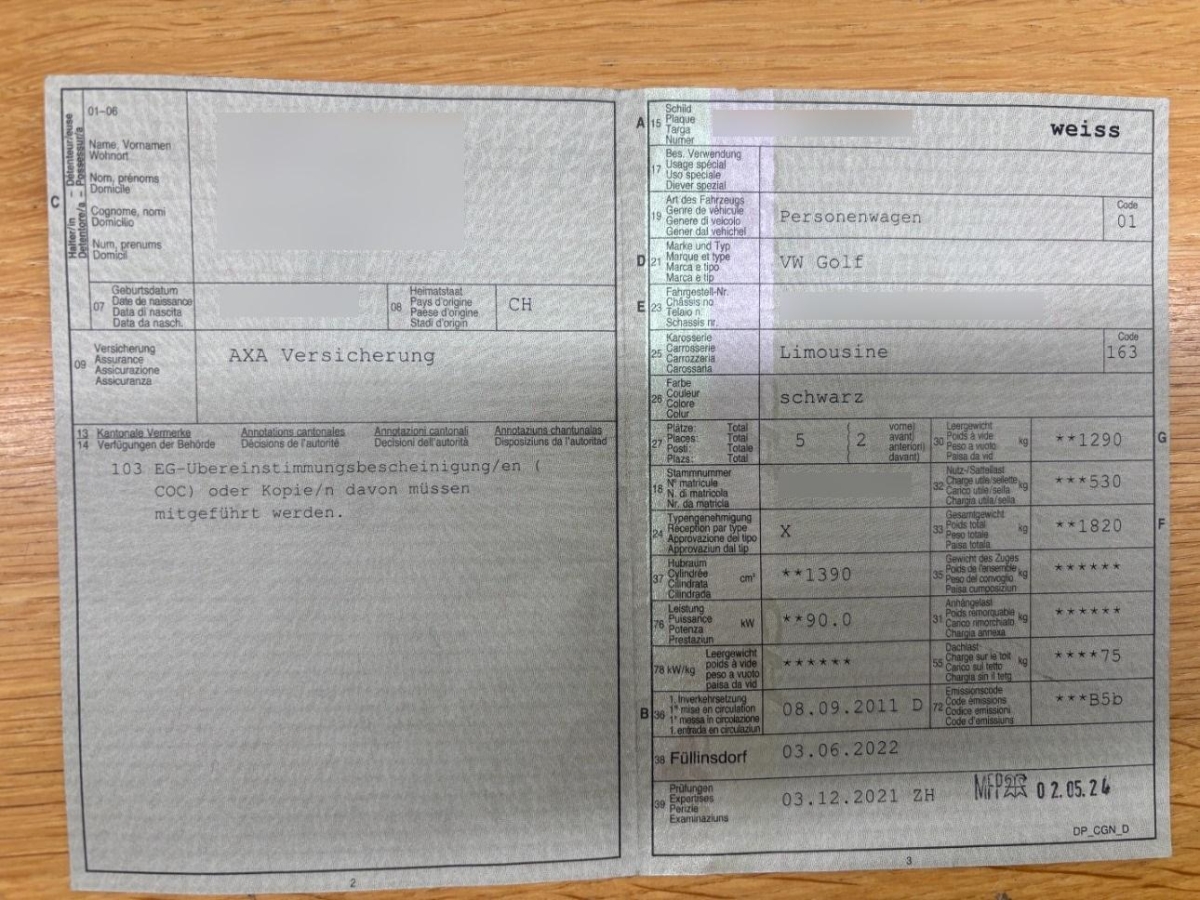 01–06
Halter/in – Détenteur/euse
Detentore/a – Possessur/a
C
Name, Vornamen
Wohnort
Nom, prénoms
Domicile
Cognome, nomi
Domicilio
Num, prenums
Domicil
07
Geburtsdatum
Date de naissance
Data di nascita
Data da nasch.
08
Heimatstaat
Pays d'origine
Paese d'origine
Stadi d'origin
CH
09
Versicherung
Assurance
Assicurazione
Assicuranza
AXA Versicherung
13 Kantonale Vermerke Annotations cantonales Annotazioni cantonali Annotaziuns chantunalas
14 Verfügungen der Behörde Décisions de l'autorité Decisioni dell'autorità Disposiziuns da l'autoritad
103 EG-Übereinstimmungsbescheinigung/en (
COC) oder Kopie/n davon müssen
mitgeführt werden.
2
A 15
Schild
Plaque
Targa
Numer
weiss
17
Bes. Verwendung
Usage spécial
Uso speciale
Diever spezial
19
Art des Fahrzeugs
Genre de véhicule
Genere di veicolo
Gener dal vehichel
Personenwagen
Code
01
D 21
Marke und Typ
Marque et type
Marca e tipo
Marca e tip
VW Golf
E 23
Fahrgestell-Nr.
Châssis no
Telaio n.
Schassis nr.
25
Karosserie
Carrosserie
Carrozzeria
Carossaria
Limousine
Code
163
26
Farbe
Couleur
Colore
Colur
schwarz
27
Plätze: Total
Places: Total
Posti: Totale
Plazs: Total
5
2
vorne)
avant)
anteriori)
davant)
30
Leergewicht
Poids à vide
Peso a vuoto
Paisa da vid
kg
**1290
G
18
Stammnummer
N° matricule
N. di matricola
Nr. da matricla
32
Nutz-/Sattellast
Charge utile/sellette
Carico utile/sella
Chargia utila/sella
kg
***530
24
Typengenehmigung
Réception par type
Approvazione del tipo
Approvaziun dal tip
X
33
Gesamtgewicht
Poids total
Peso totale
Paisa totala
kg
**1820
F
37
Hubraum
Cylindrée
Cilindrata
Cilindrada
cm³
**1390
35
Gewicht des Zuges
Poids de l'ensemble
Peso del convoglio
Paisa cumposiziun
kg
******
76
Leistung
Puissance
Potenza
Prestaziun
kW
**90.0
31
Anhängelast
Poids remorquable
Carico rimorchiato
Chargia annexa
kg
******
78 kW/kg
Leergewicht
poids à vide
peso a vuoto
paisa da vid
******
55
Dachlast
Charge sur le toit
Carico sul tetto
Chargia sin il tetg
kg
****75
B 36
1. Inverkehrsetzung
1re mise en circulation
1a messa in circolazione
1. entrada en circulaziun
08.09.2011 D
72
Emissionscode
Code émissions
Codice emissioni
Code d'emissiuns
***B5b
38 Füllinsdorf
03.06.2022
39
Prüfungen
Expertises
Perizie
Examinaziuns
03.12.2021 ZH
02.05.24
DP_CGN_D
3